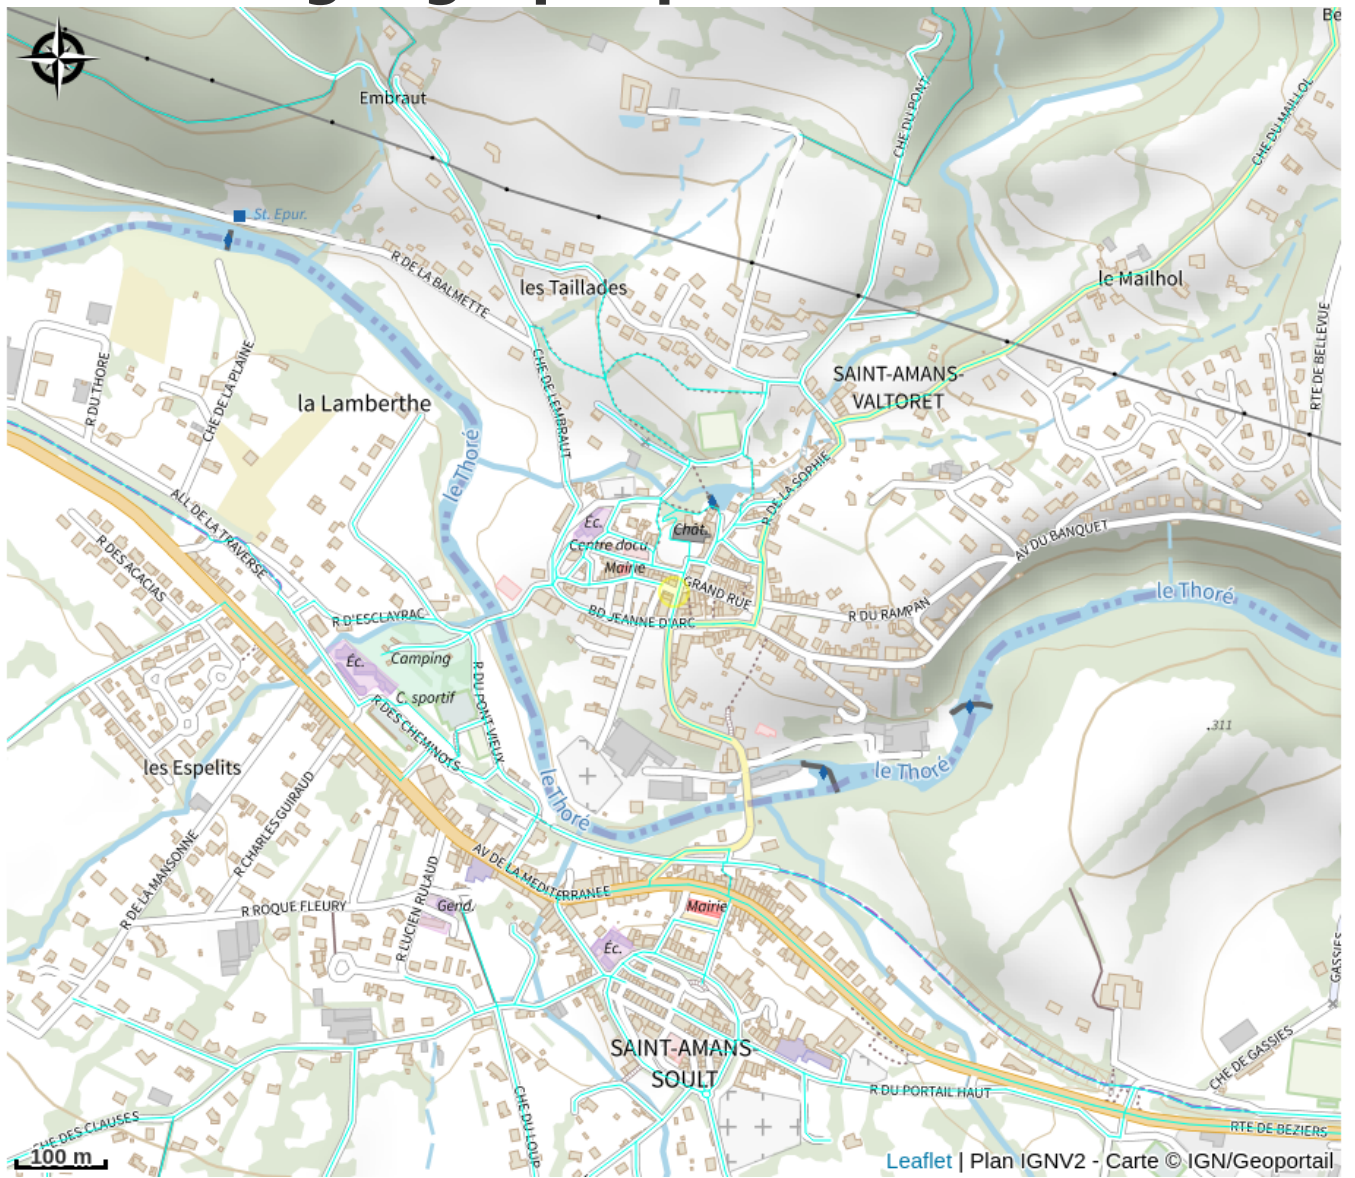 Be
Embraut
CHE DU PONT
CHE DU MAILLOL
St. Epur.
R DE LA BALMETTE
les Taillades
le Mailhol
RTE DE BELLEVUE
R DU THORE
CHE DE LA PLAINE
la Lamberthe
CHE DE LEMBRAUT
SAINT-AMANS-
VALTORET
le Thoré
R DE LA SOPHIE
ALL DE LA TRAVERSE
R DES ACACIAS
Éc.
Chât.
Centre docu.
Mairie
GRAND RUE
AV DU BANQUET
le Thoré
R D'ESCLAYRAC
BD JEANNE D'ARC
R DU RAMPAN
Éc.
Camping
C. sportif
R DU PONT VIEUX
R DES CHEMINOTS
.311
les Espelits
le Thoré
le Thoré
R CHARLES GUIRAUD
R DE LA MANSONNE
AV DE LA MEDITERRANEE
R LUCIEN RULAUD
R ROQUE FLEURY
Gend.
Mairie
Éc.
GASSIES
SAINT-AMANS-
SOULT
CHE DE GASSIES
R DU PORTAIL HAUT
CHE DU LOUP
CHE DES CLAUSES
RTE DE BEZIERS
100 m
Leaflet | Plan IGNV2 - Carte © IGN/Geoportail